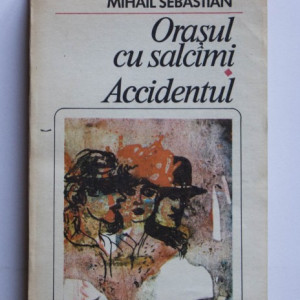 MIHAIL SEBASTIAN
Orașul
cu salcîmi
Accidentul